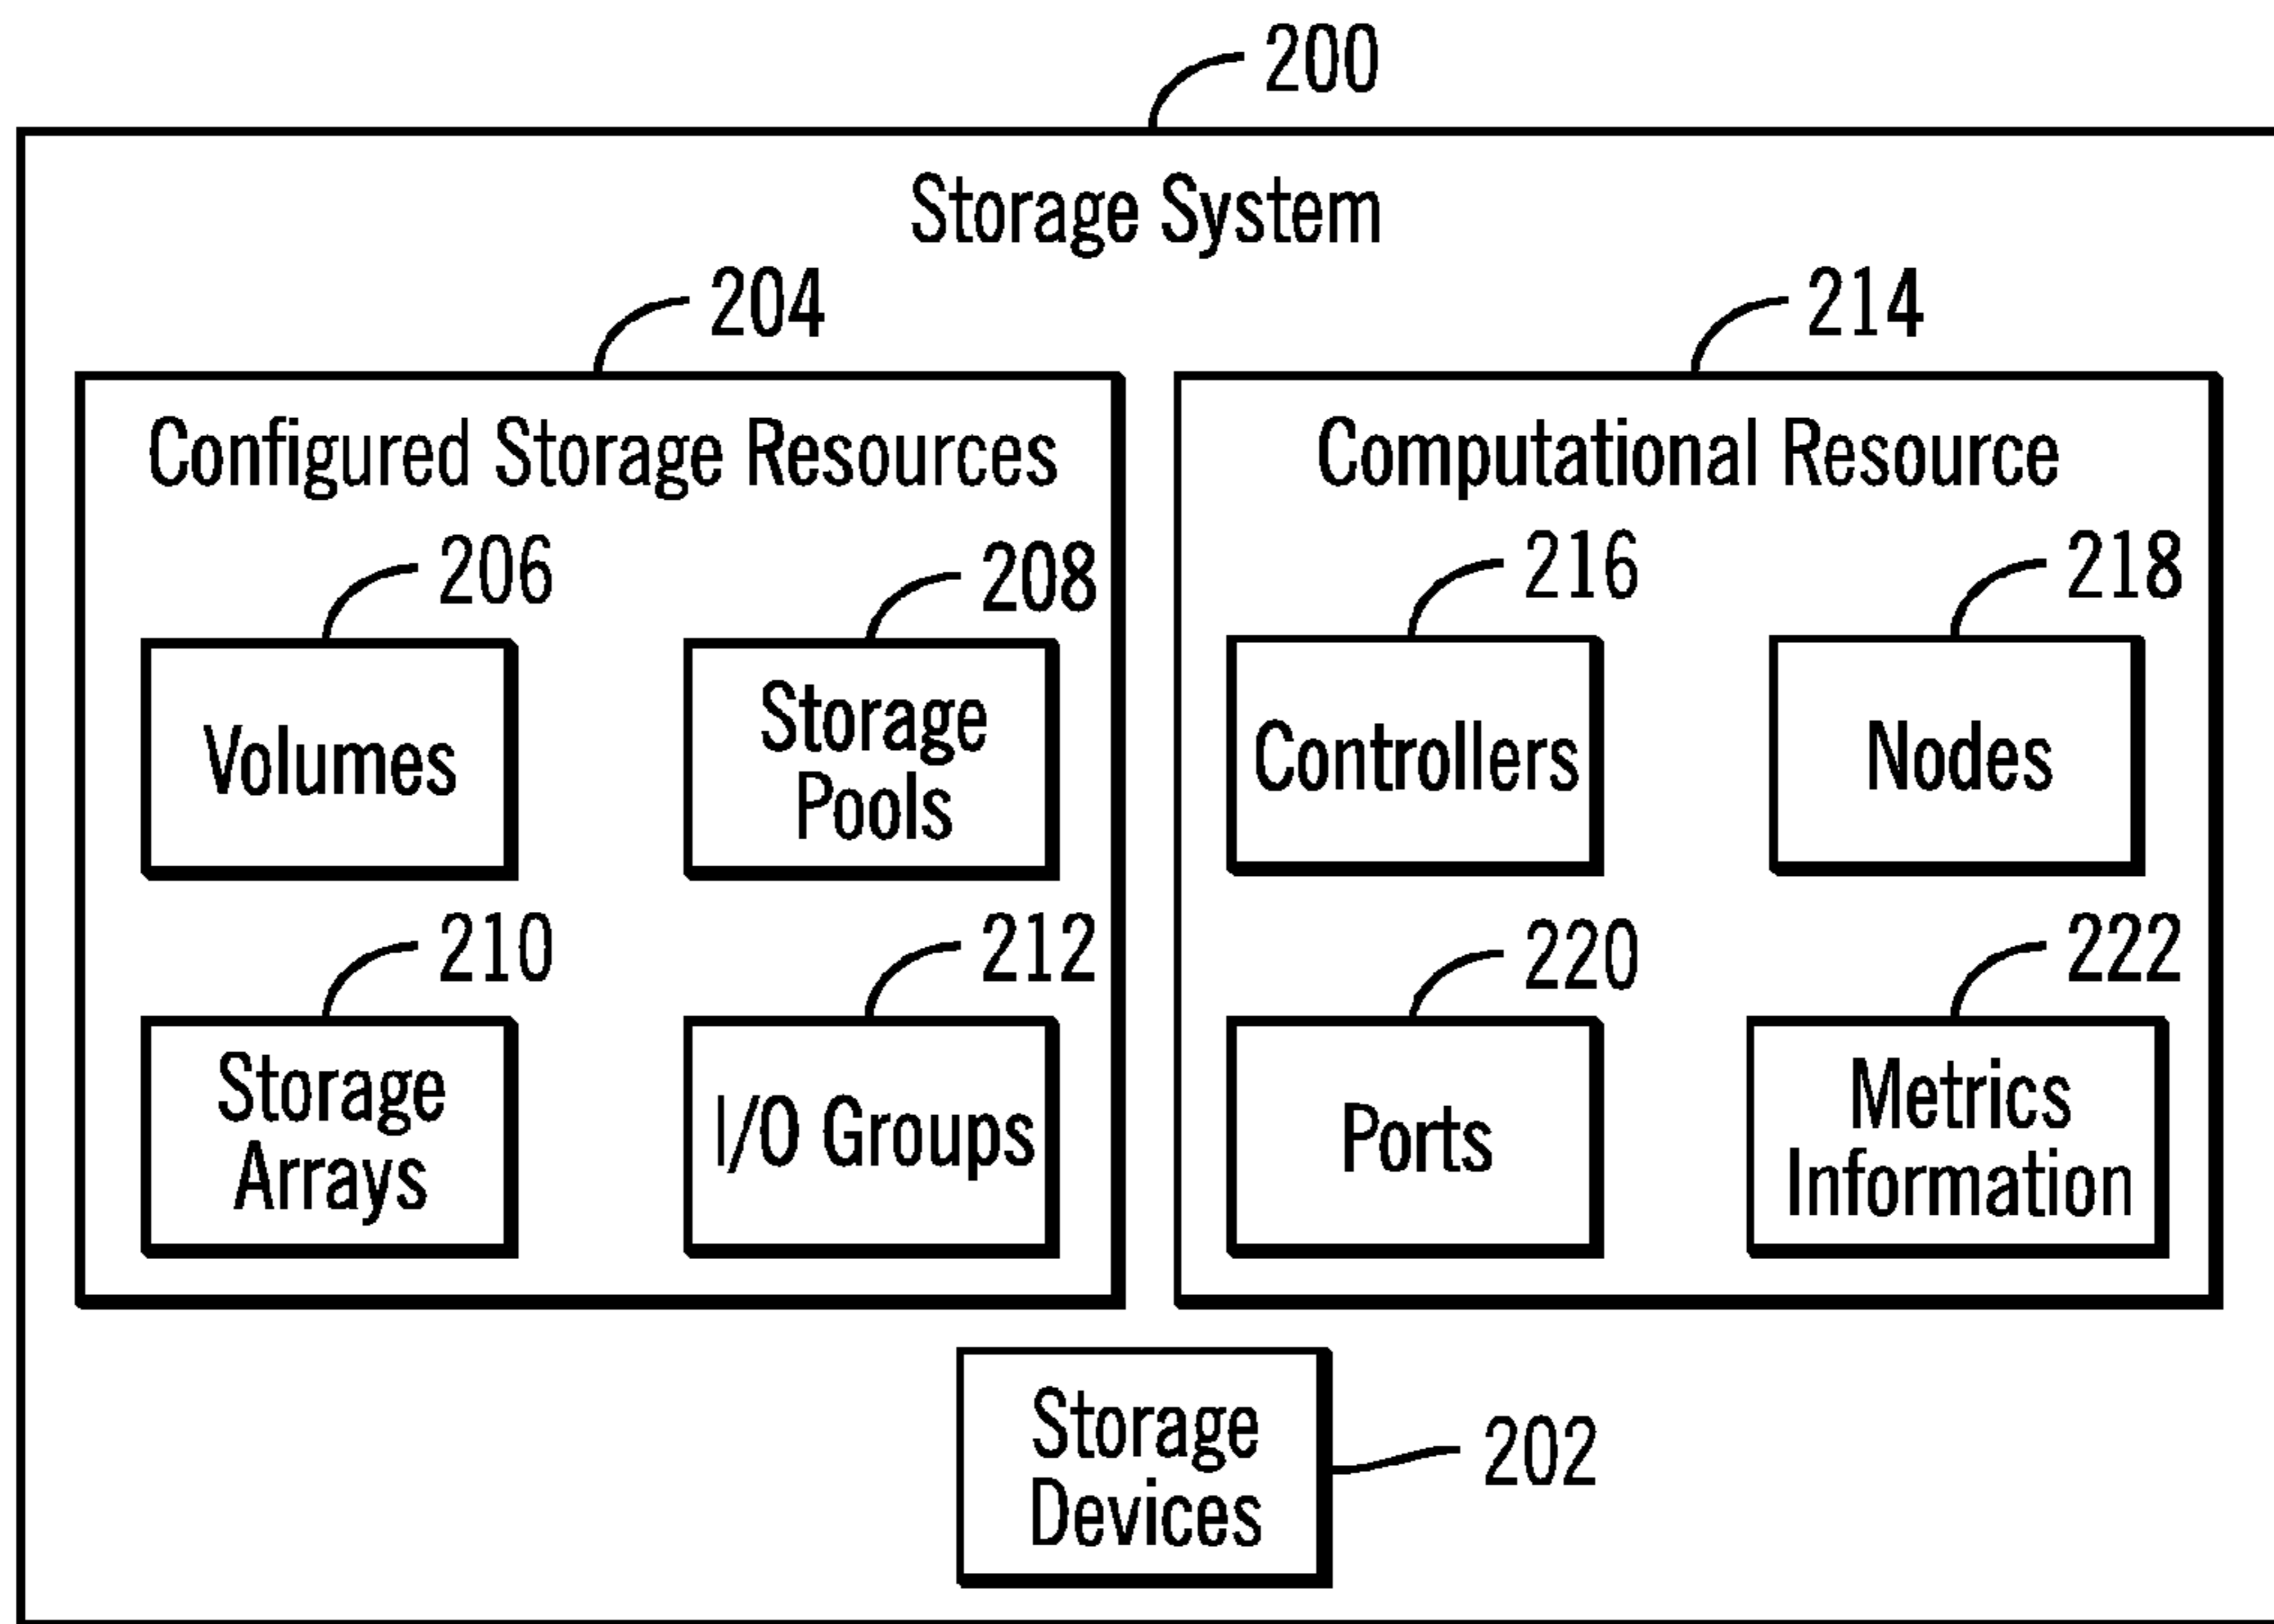 200
Storage System
204
214
Configured Storage Resources
Computational Resource
206
208
216
218
Volumes
Storage
Pools
Controllers
Nodes
210
212
220
222
Storage
Arrays
I/O Groups
Ports
Metrics
Information
Storage
Devices
202